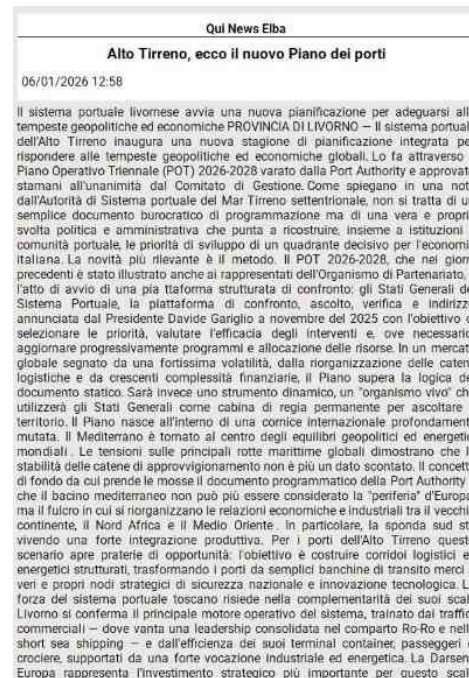 Qui News Elba
Alto Tirreno, ecco il nuovo Piano dei porti
06/01/2026 12:58
Il sistema portuale livornese avvia una nuova pianificazione per adeguarsi all
tempeste geopolitiche ed economiche PROVINCIA DI LIVORNO — Il sistema portual
dell'Alto Tirreno inaugura una nuova stagione di pianificazione integrata pe
rispondere alle tempeste geopolitiche ed economiche globali. Lo fa attraverso
Piano Operativo Triennale (POT) 2026-2028 varato dalla Port Authority e approvat
stamani all'unanimità dal Comitato di Gestione. Come spiegano in una not
dall'Autorità di Sistema portuale del Mar Tirreno settentrionale, non si tratta di u
semplice documento burocratico di programmazione ma di una vera e propri
svolta politica e amministrativa che punta a ricostruire, insieme a istituzioni
comunità portuale, le priorità di sviluppo di un quadrante decisivo per l'economi
italiana. La novità più rilevante è il metodo. Il POT 2026-2028, che nei giorn
precedenti è stato illustrato anche ai rappresentati dell'Organismo di Partenariato,
l'atto di avvio di una pia ttaforma strutturata di confronto: gli Stati Generali de
Sistema Portuale, la piattaforma di confronto, ascolto, verifica e indirizz
annunciata dal Presidente Davide Gariglio a novembre del 2025 con l'obiettivo d
selezionare le priorità, valutare l'efficacia degli interventi e, ove necessario
aggiornare progressivamente programmi e allocazione delle risorse. In un mercat
globale segnato da una fortissima volatilità, dalla riorganizzazione delle caten
logistiche e da crescenti complessità finanziarie, il Piano supera la logica de
documento statico. Sarà invece uno strumento dinamico, un "organismo vivo" ch
utilizzerà gli Stati Generali come cabina di regia permanente per ascoltare
territorio. Il Piano nasce all'interno di una cornice internazionale profondament
mutata. Il Mediterraneo è tornato al centro degli equilibri geopolitici ed energetic
mondiali . Le tensioni sulle principali rotte marittime globali dimostrano che l
stabilità delle catene di approvvigionamento non è più un dato scontato. Il concett
di fondo da cui prende le mosse il documento programmatico della Port Authority
che il bacino mediterraneo non può più essere considerato la "periferia" d'Europa
ma il fulcro in cui si riorganizzano le relazioni economiche e industriali tra il vecchi
continente, il Nord Africa e il Medio Oriente . In particolare, la sponda sud st
vivendo una forte integrazione produttiva. Per i porti dell'Alto Tirreno quest
scenario apre praterie di opportunità: l'obiettivo è costruire corridoi logistici e
energetici strutturati, trasformando i porti da semplici banchine di transito merci
veri e propri nodi strategici di sicurezza nazionale e innovazione tecnologica. L
forza del sistema portuale toscano risiede nella complementarità dei suoi scal
Livorno si conferma il principale motore operativo del sistema, trainato dai traffic
commerciali — dove vanta una leadership consolidata nel comparto Ro-Ro e nell
short sea shipping — e dall'efficienza dei suoi terminal container, passeggeri
crociere, supportati da una forte vocazione industriale ed energetica. La Darsen
Europa rappresenta l'investimento strategico più importante per questo scal